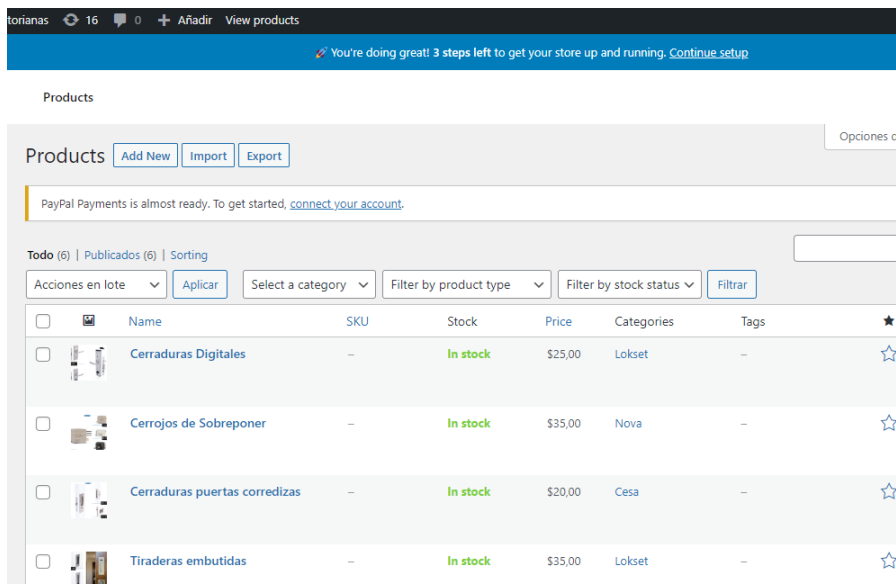 torianas 16 0 Añadir View products
🚀 You're doing great! 3 steps left to get your store up and running. Continue setup
Products
Opciones d
Products Add New Import Export
PayPal Payments is almost ready. To get started, connect your account.
Todo (6) | Publicados (6) | Sorting
Acciones en lote Aplicar Select a category Filter by product type Filter by stock status Filtrar
Name SKU Stock Price Categories Tags
Cerraduras Digitales – In stock $25,00 Lokset –
Cerrojos de Sobreponer – In stock $35,00 Nova –
Cerraduras puertas corredizas – In stock $20,00 Cesa –
Tiraderas embutidas – In stock $35,00 Lokset –